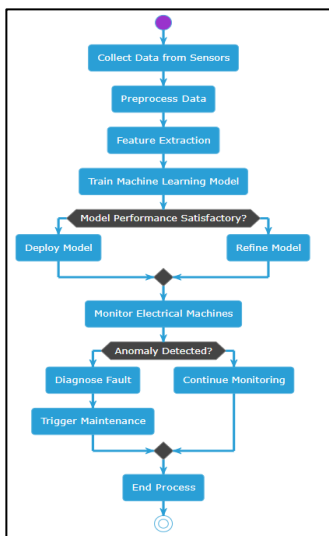 Collect Data from Sensors
Preprocess Data
Feature Extraction
Train Machine Learning Model
Model Performance Satisfactory?
Deploy Model
Refine Model
Monitor Electrical Machines
Anomaly Detected?
Diagnose Fault
Continue Monitoring
Trigger Maintenance
End Process